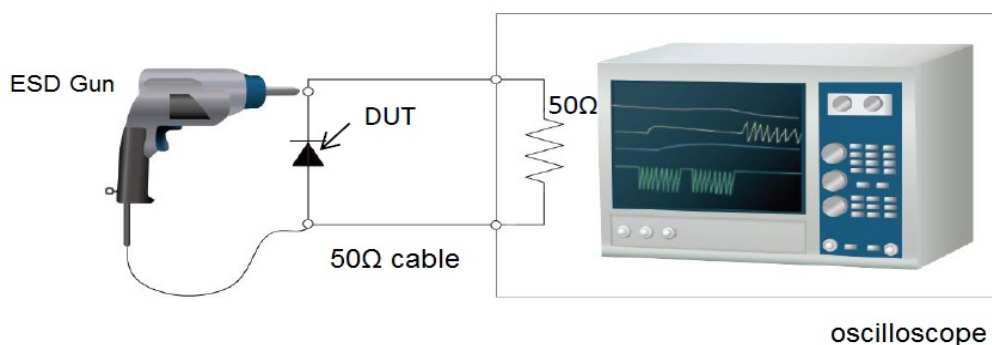 ESD Gun
DUT
50Ω
50Ω cable
oscilloscope